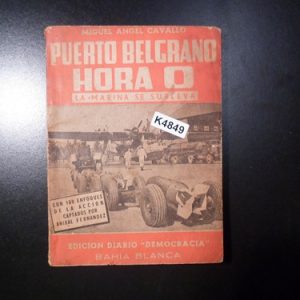 MIGUEL ANGEL CAVALLO
PUERTO BELGRANO
HORA 0
LA MARINA SE SUBLEVA
K4849
CON 100 ENFOQUES
DE LA ACCION
CAPTADOS POR
ANIBAL FERNANDEZ
EDICION DIARIO "DEMOCRACIA"
BAHIA BLANCA